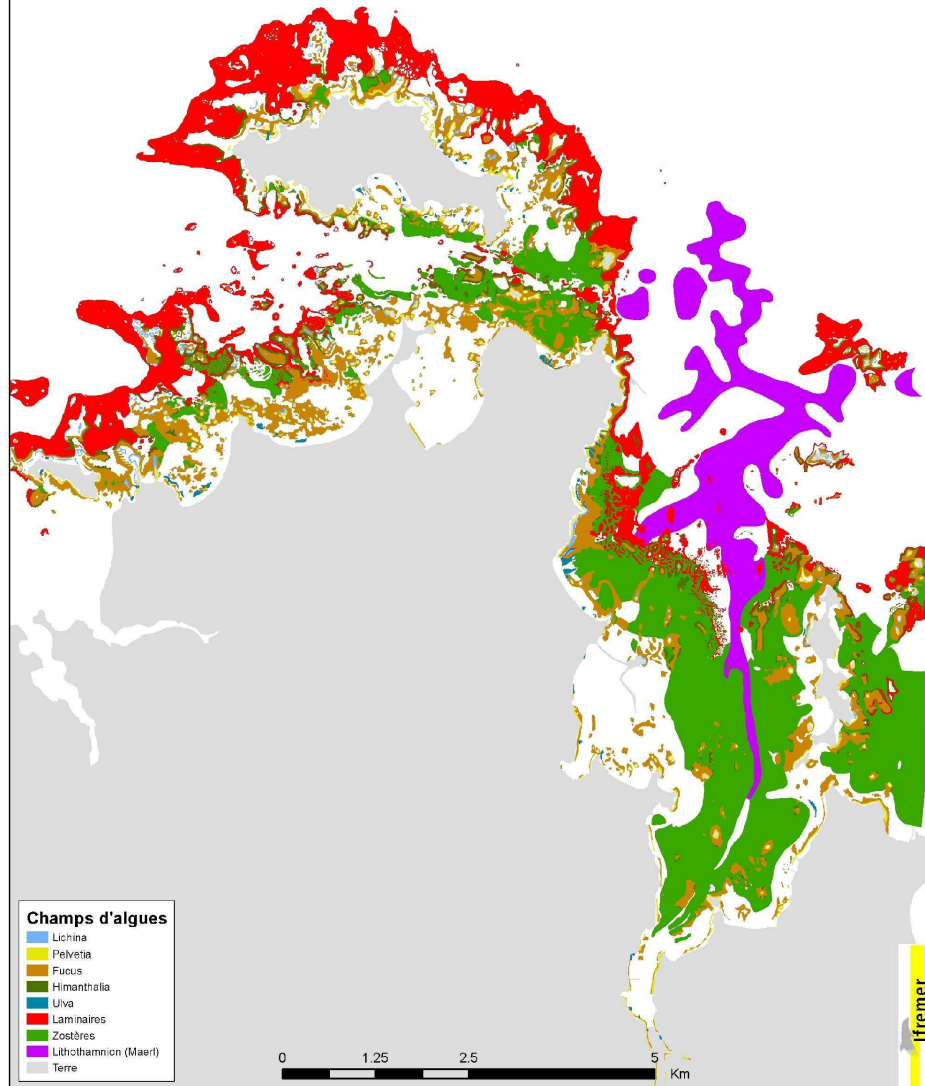 Champs d'algues
Lichina
Pelvetia
Fucus
Himanthalia
Ulva
Laminaires
Zostères
Lithothamnion (Maerl)
Terre
0 1.25 2.5 5
Km
Ifremer